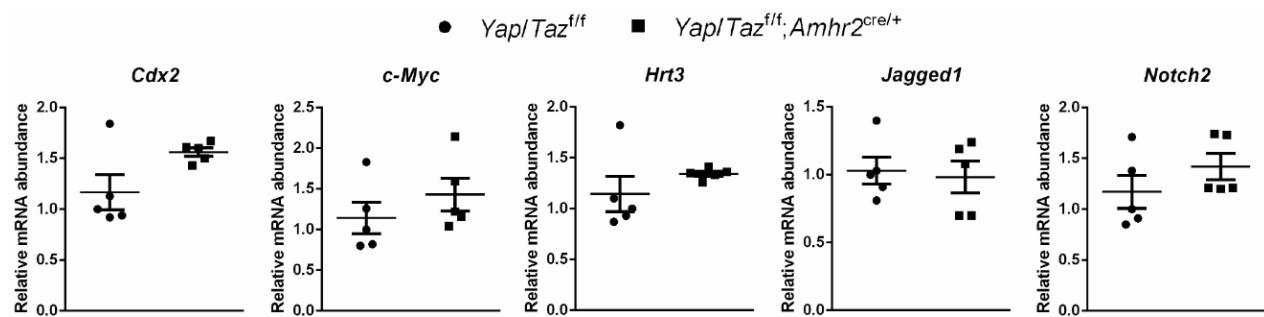 ● Yap/Taz^f/f ■ Yap/Taz^f/f;Amhr2^cre/+
Cdx2
Relative mRNA abundance
2.0
1.5
1.0
0.5
0.0
c-Myc
Relative mRNA abundance
2.5
2.0
1.5
1.0
0.5
0.0
Hrt3
Relative mRNA abundance
2.0
1.5
1.0
0.5
0.0
Jagged1
Relative mRNA abundance
1.5
1.0
0.5
0.0
Notch2
Relative mRNA abundance
2.0
1.5
1.0
0.5
0.0